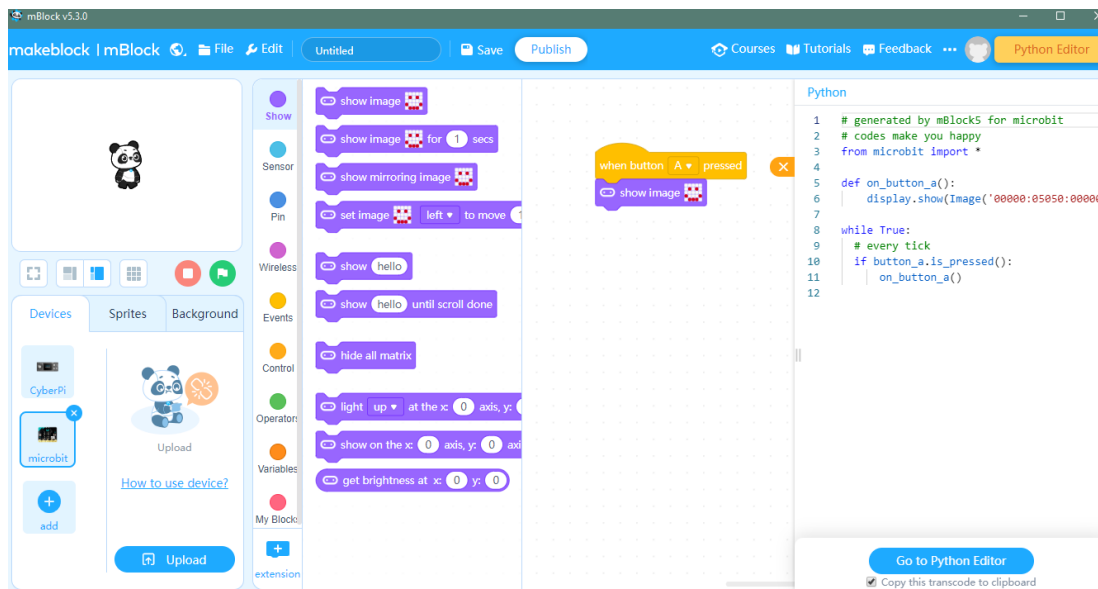 mBlock v5.3.0
makeblock | mBlock File Edit Untitled Save Publish Courses Tutorials Feedback Python Editor
Show
Sensor
Pin
Wireless
Events
Control
Operators
Variables
My Blocks
extension
show image
show image for 1 secs
show mirroring image
set image left ▾ to move 1
show hello
show hello until scroll done
hide all matrix
light up ▾ at the x: 0 axis, y:
show on the x: 0 axis, y: 0 axi
get brightness at x: 0 y: 0
when button A ▾ pressed
show image
Python
1 # generated by mBlock5 for microbit
2 # codes make you happy
3 from microbit import *
4
5 def on_button_a():
6 display.show(Image('00000:05050:00000
7
8 while True:
9 # every tick
10 if button_a.is_pressed():
11 on_button_a()
12
Go to Python Editor
Copy this transcode to clipboard
Devices Sprites Background
CyberPi
microbit
add
Upload
How to use device?
Upload